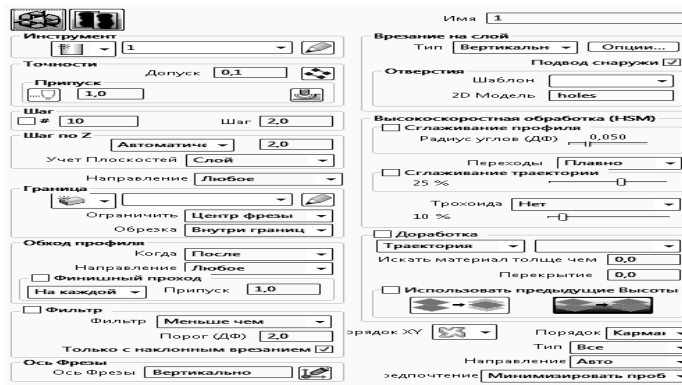 Имя 1
Инструмент
1
Точности
Допуск 0,1
Припуск
1,0
Шаг
# 10 Шаг 2,0
Шаг по Z
Автоматиче 2,0
Учет Плоскостей Слой
Направление Любое
Граница
Ограничить Центр фрезы
Обрезка Внутри границ
Обход профиля
Когда После
Направление Любое
Финишный проход
На каждой Припуск 1,0
Фильтр
Фильтр Меньше чем
Порог (ДФ) 2,0
Только с наклонным врезанием
Ось Фрезы
Ось Фрезы Вертикально
Врезание на слой
Тип Вертикальн Опции...
Подвод снаружи
Отверстия
Шаблон
2D Модель holes
Высокоскоростная обработка (HSM)
Сглаживание профиля
Радиус углов (ДФ) 0,050
Переходы Плавно
Сглаживание траектории
25 %
Трохоида Нет
10 %
Доработка
Траектория
Искать материал толще чем 0,0
Перекрытие 0,0
Использовать предыдущие Высоты
орядок XY Порядок Карман
Тип Все
Направление Авто
редпочтение Минимизировать проб